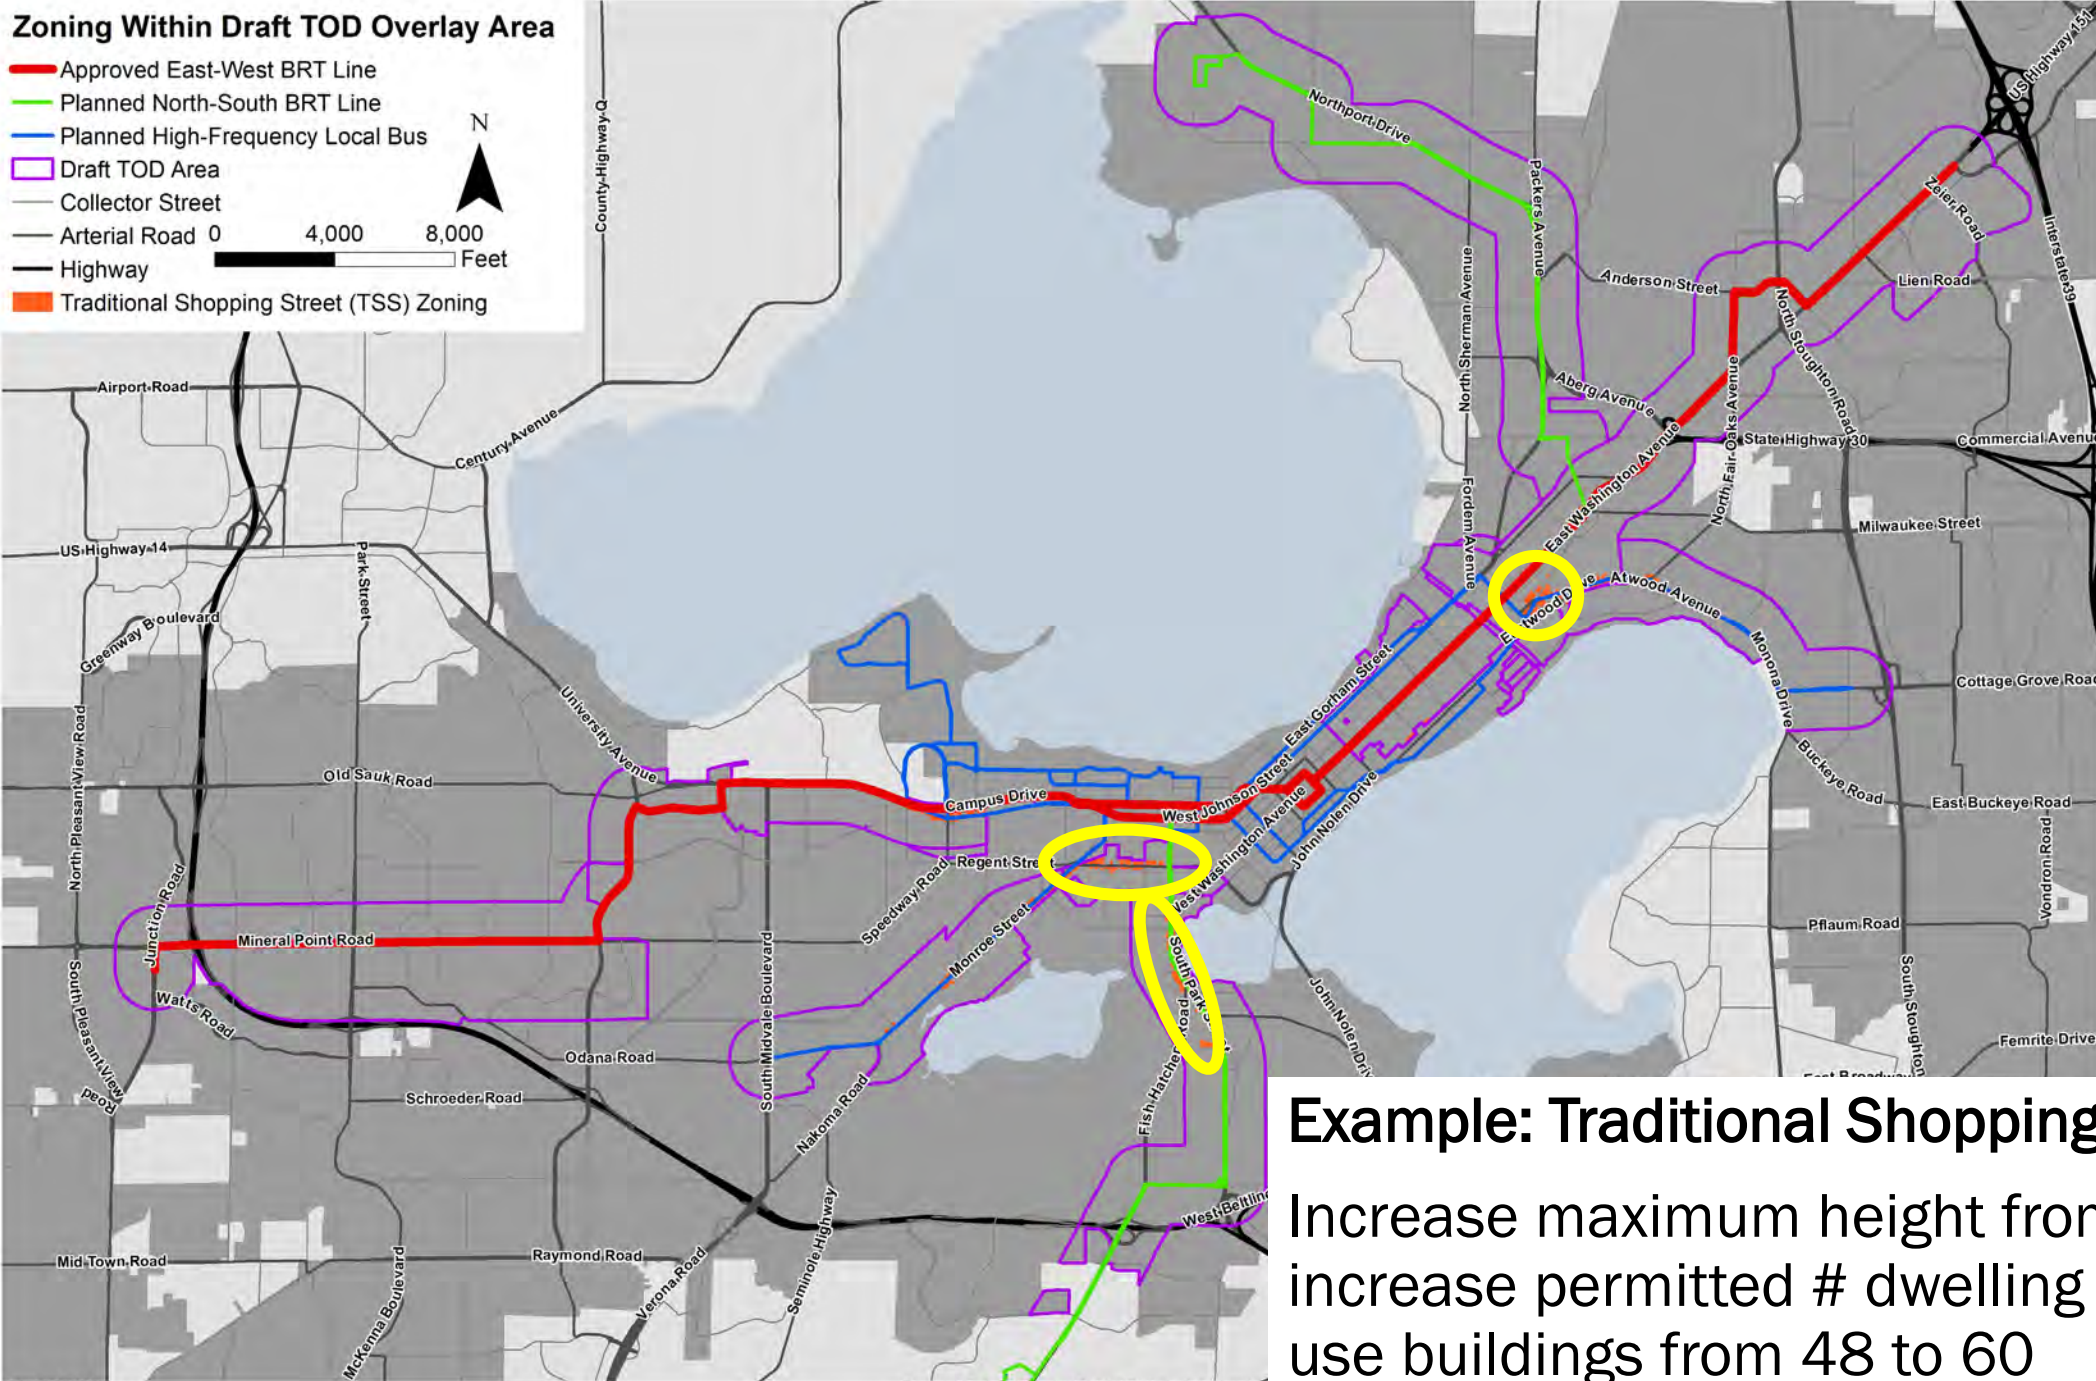 Zoning Within Draft TOD Overlay Area
Approved East-West BRT Line
Planned North-South BRT Line
Planned High-Frequency Local Bus
Draft TOD Area
Collector Street
Arterial Road
Highway
Traditional Shopping Street (TSS) Zoning
N
0 4,000 8,000
Feet
County Highway Q
US Highway 151
Northport Drive
Packers Avenue
Zeier Road
Interstate 39
North Sherman Avenue
Anderson Street
Lien Road
North Stoughton Road
Airport Road
Century Avenue
Aberg Avenue
North Fair Oaks Avenue
State Highway 30
Commercial Avenu
East Washington Avenue
Fordem Avenue
Milwaukee Street
US Highway 14
Park Street
Atwood Avenue
Greenway Boulevard
Monona Drive
Cottage Grove Road
University Avenue
East Gorham Street
North Pleasant View Road
Old Sauk Road
Buckeye Road
East Buckeye Road
Campus Drive
West Johnson Street
West Washington Avenue
John Nolen Drive
Regent Street
Speedway Road
Vondron Road
Junction Road
Mineral Point Road
Monroe Street
South Park
Pflaum Road
South Pleasant View Road
Watts Road
South Midvale Boulevard
John Nolen Driv
South Stoughton
Femrite Drive
Odana Road
Fish Hatchery Road
Schroeder Road
Nakoma Road
West Beltlin
Mid Town Road
McKenna Boulevard
Raymond Road
Verona Road
Seminole Highway
Example: Traditional Shopping
Increase maximum height from
increase permitted # dwelling
use buildings from 48 to 60